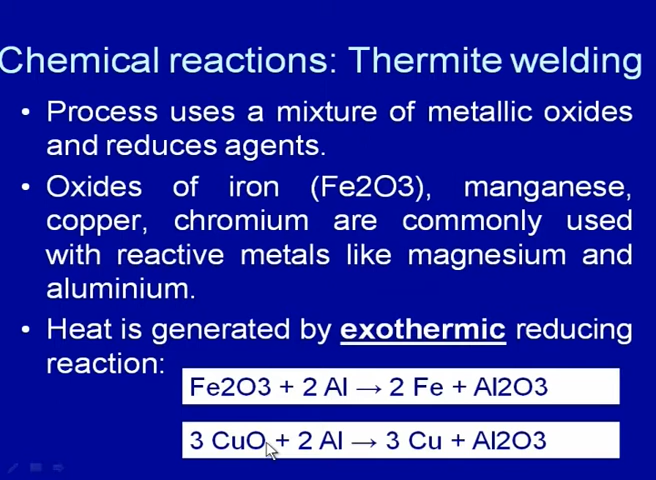 Chemical reactions: Thermite welding
• Process uses a mixture of metallic oxides
and reduces agents.
• Oxides of iron (Fe2O3), manganese,
copper, chromium are commonly used
with reactive metals like magnesium and
aluminium.
• Heat is generated by exothermic reducing
reaction:
Fe2O3 + 2 Al → 2 Fe + Al2O3
3 CuO + 2 Al → 3 Cu + Al2O3